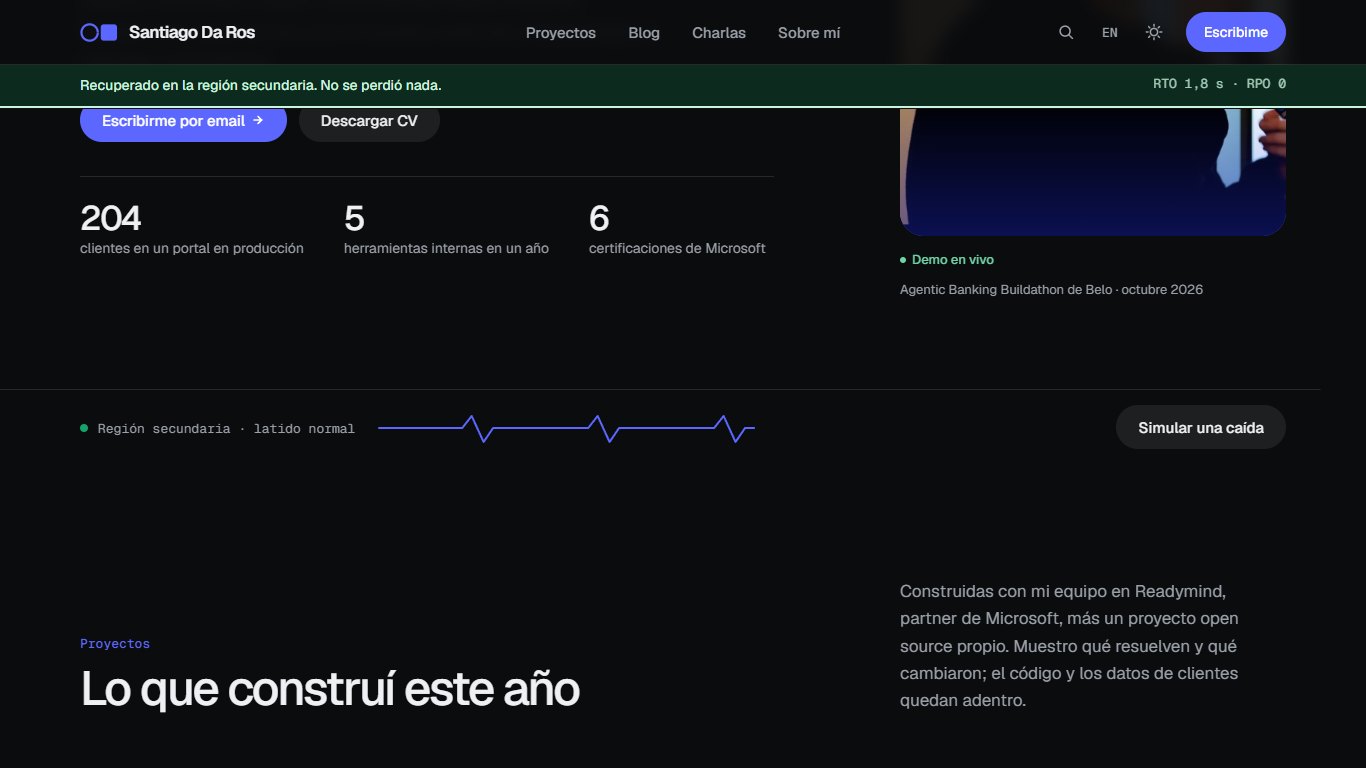 Santiago Da Ros
Proyectos
Blog
Charlas
Sobre mí
EN
Escribime
Recuperado en la región secundaria. No se perdió nada.
RTO 1,8 s · RPO 0
Escribirme por email →
Descargar CV
204
clientes en un portal en producción
5
herramientas internas en un año
6
certificaciones de Microsoft
Demo en vivo
Agentic Banking Buildathon de Belo · octubre 2026
Región secundaria · latido normal
Simular una caída
Proyectos
Lo que construí este año
Construidas con mi equipo en Readymind,
partner de Microsoft, más un proyecto open
source propio. Muestro qué resuelven y qué
cambiaron; el código y los datos de clientes
quedan adentro.